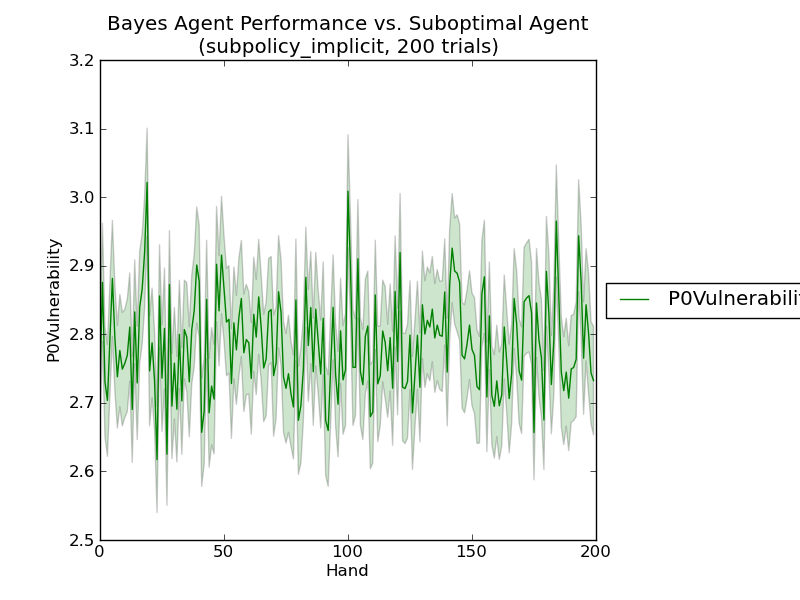 Bayes Agent Performance vs. Suboptimal Agent
(subpolicy_implicit, 200 trials)
3.2
3.1
3.0
2.9
2.8
2.7
2.6
2.5
P0Vulnerability
0 50 100 150 200
Hand
P0Vulnerabili